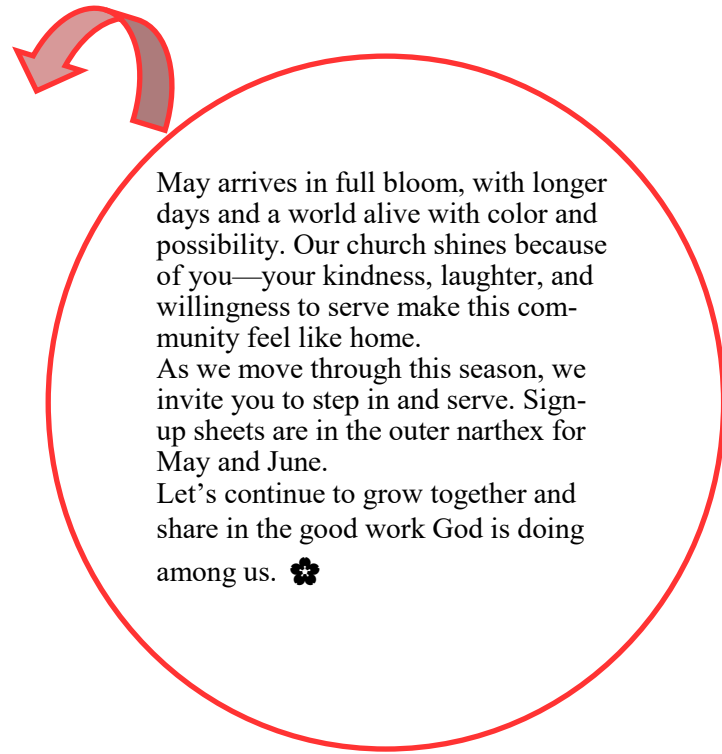 May arrives in full bloom, with longer
days and a world alive with color and
possibility. Our church shines because
of you—your kindness, laughter, and
willingness to serve make this com-
munity feel like home.
As we move through this season, we
invite you to step in and serve. Sign-
up sheets are in the outer narthex for
May and June.
Let’s continue to grow together and
share in the good work God is doing
among us.